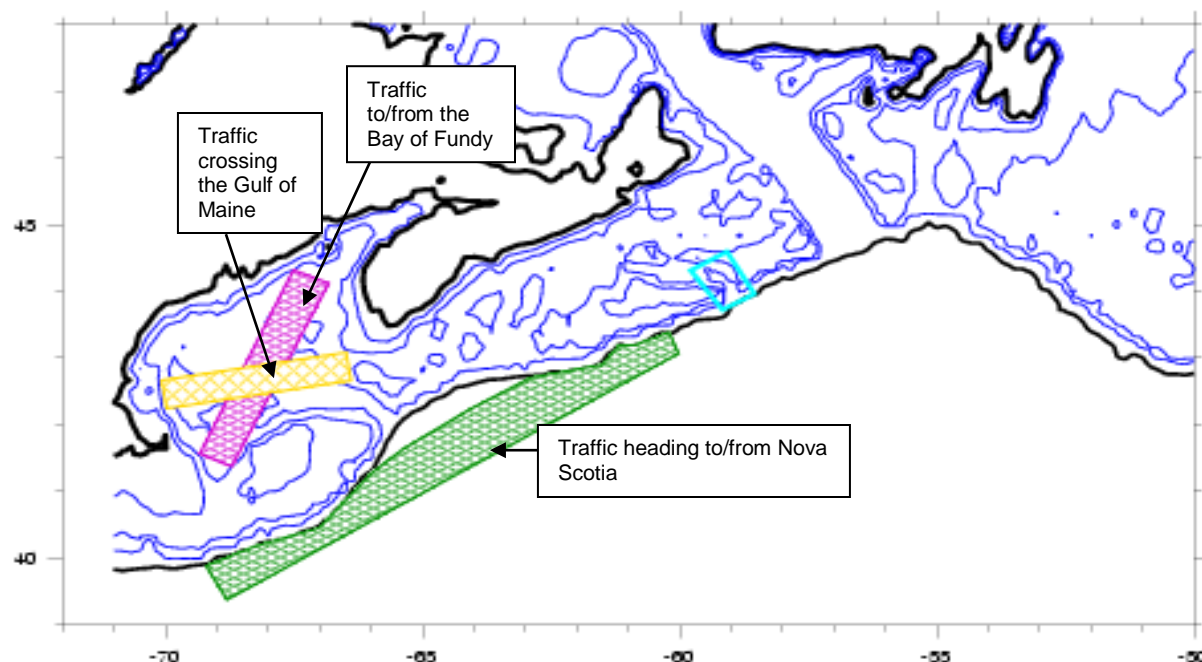 Traffic
to/from the
Bay of Fundy
Traffic
crossing
the Gulf of
Maine
45
Traffic heading to/from Nova
Scotia
40
-70
-65
-60
-55
-50